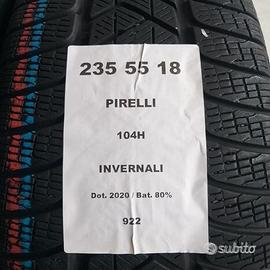 235 55 18
PIRELLI
104H
INVERNALI
Dot. 2020 / Bat. 80%
922
subito